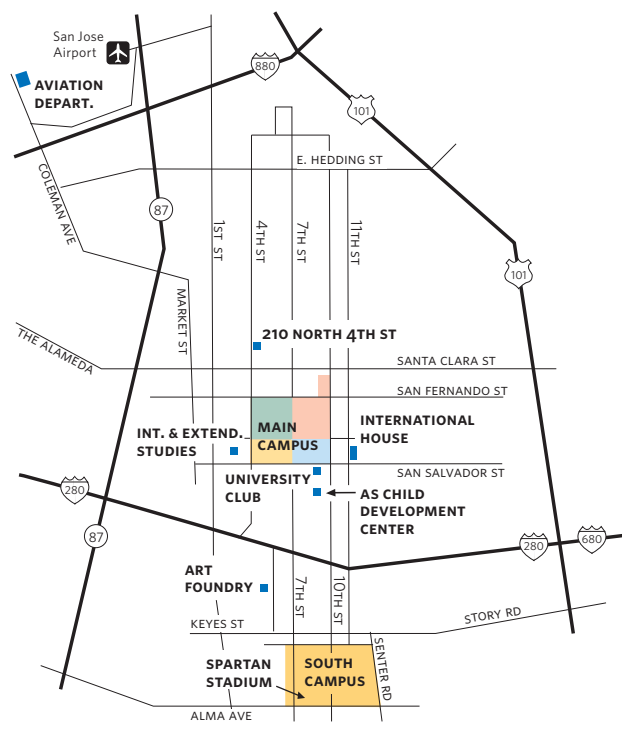 San Jose
Airport
880
AVIATION
DEPART.
101
E. HEDDING ST
COLEMAN AVE
87
1ST ST
4TH ST
7TH ST
11TH ST
101
MARKET ST
THE ALAMEDA
210 NORTH 4TH ST
SANTA CLARA ST
SAN FERNANDO ST
INT. & EXTEND.
STUDIES
MAIN
CAMPUS
INTERNATIONAL
HOUSE
SAN SALVADOR ST
UNIVERSITY
CLUB
AS CHILD
DEVELOPMENT
CENTER
280
87
280
680
ART
FOUNDRY
7TH ST
10TH ST
KEYES ST
STORY RD
SPARTAN
STADIUM
SOUTH
CAMPUS
SENTER RD
ALMA AVE